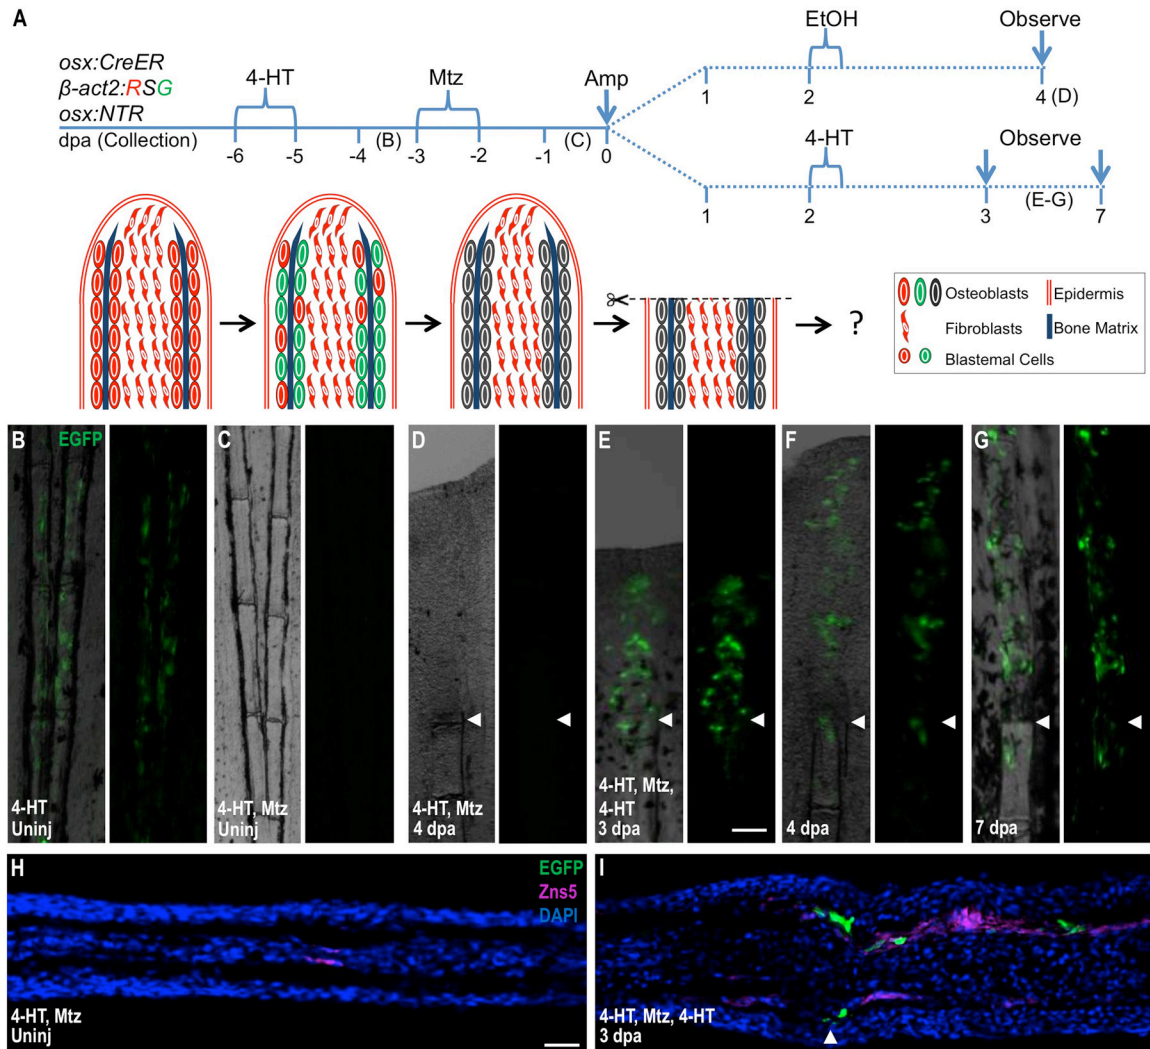 A
osx:CreER
β-act2:RSG
osx:NTR
dpa (Collection)
4-HT
Mtz
Amp
-6 -5 -4 (B) -3 -2 -1 (C) 0
EtOH
Observe
1 2 4 (D)
4-HT
Observe
1 2 3 (E-G) 7
?
Osteoblasts
Epidermis
Fibroblasts
Bone Matrix
Blastemal Cells
B
EGFP
4-HT
Uninj
C
4-HT, Mtz
Uninj
D
4-HT, Mtz
4 dpa
E
4-HT, Mtz,
4-HT
3 dpa
F
4 dpa
G
7 dpa
H
EGFP
Zns5
DAPI
4-HT, Mtz
Uninj
I
4-HT, Mtz, 4-HT
3 dpa